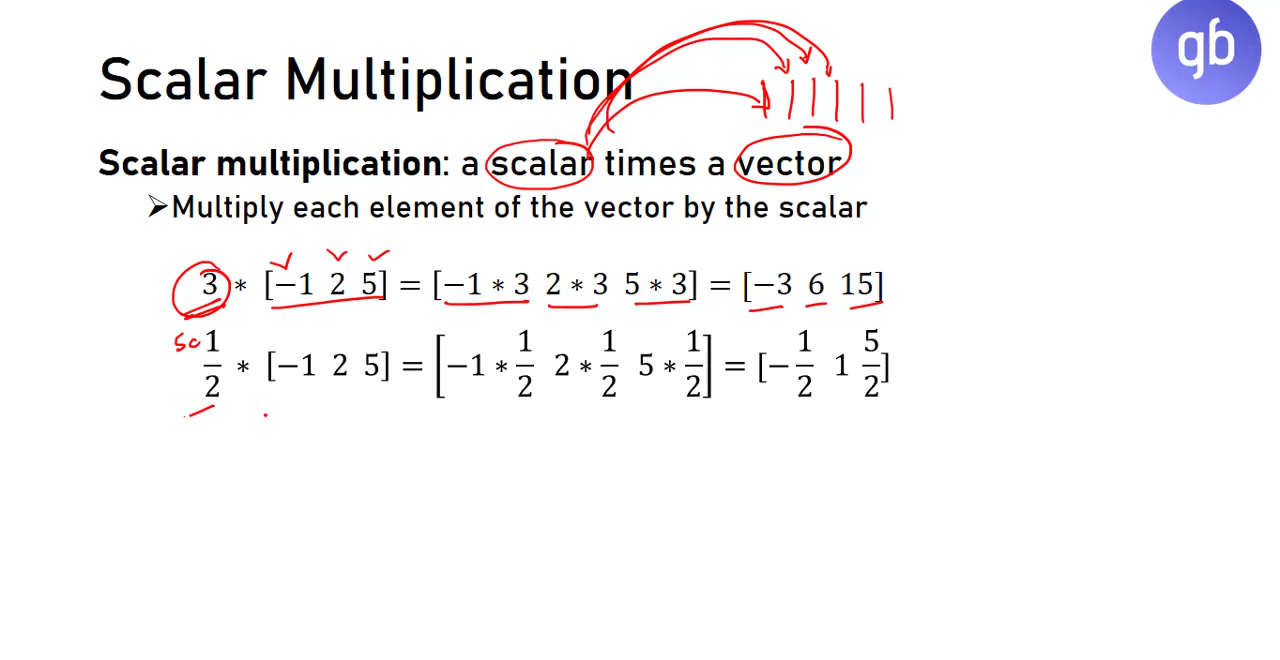 gb
Scalar Multiplication
Scalar multiplication: a scalar times a vector
➢Multiply each element of the vector by the scalar
3 * [−1 2 5] = [−1 * 3 2 * 3 5 * 3] = [−3 6 15]
sc
1/2 * [−1 2 5] = [−1 * 1/2 2 * 1/2 5 * 1/2] = [−1/2 1 5/2]